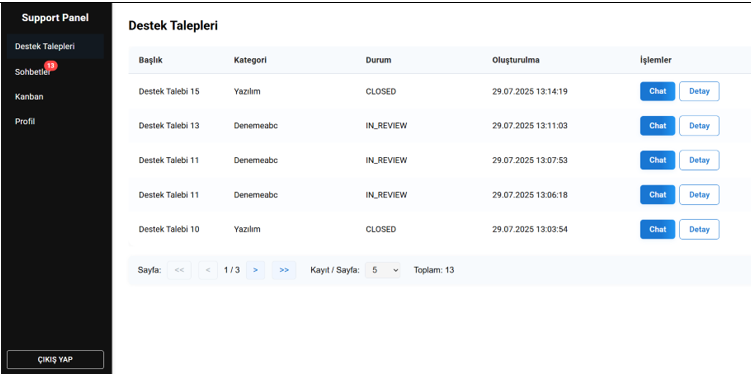 Support Panel
Destek Talepleri
Sohbetler
13
Kanban
Profil
ÇIKIŞ YAP
Destek Talepleri
Başlık Kategori Durum Oluşturulma İşlemler
Destek Talebi 15 Yazılım CLOSED 29.07.2025 13:14:19 Chat Detay
Destek Talebi 13 Denemeabc IN_REVIEW 29.07.2025 13:11:03 Chat Detay
Destek Talebi 11 Denemeabc IN_REVIEW 29.07.2025 13:07:53 Chat Detay
Destek Talebi 11 Denemeabc IN_REVIEW 29.07.2025 13:06:18 Chat Detay
Destek Talebi 10 Yazılım CLOSED 29.07.2025 13:03:54 Chat Detay
Sayfa: << < 1 / 3 > >> Kayıt / Sayfa: 5 Toplam: 13